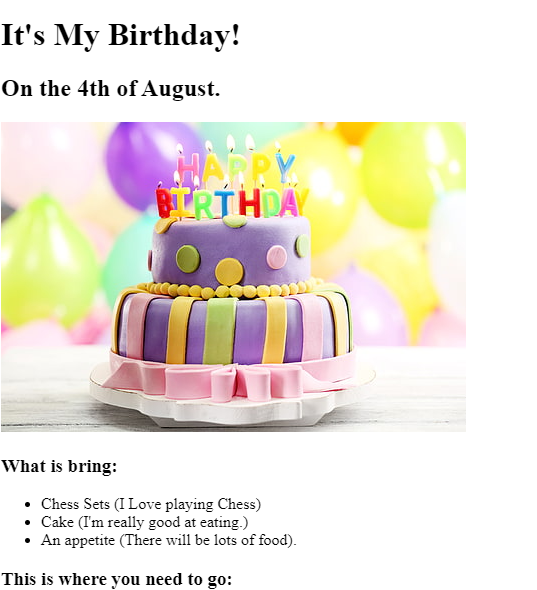 It's My Birthday!
On the 4th of August.
HAPPY
BIRTHDAY
What is bring:
Chess Sets (I Love playing Chess)
Cake (I'm really good at eating.)
An appetite (There will be lots of food).
This is where you need to go: